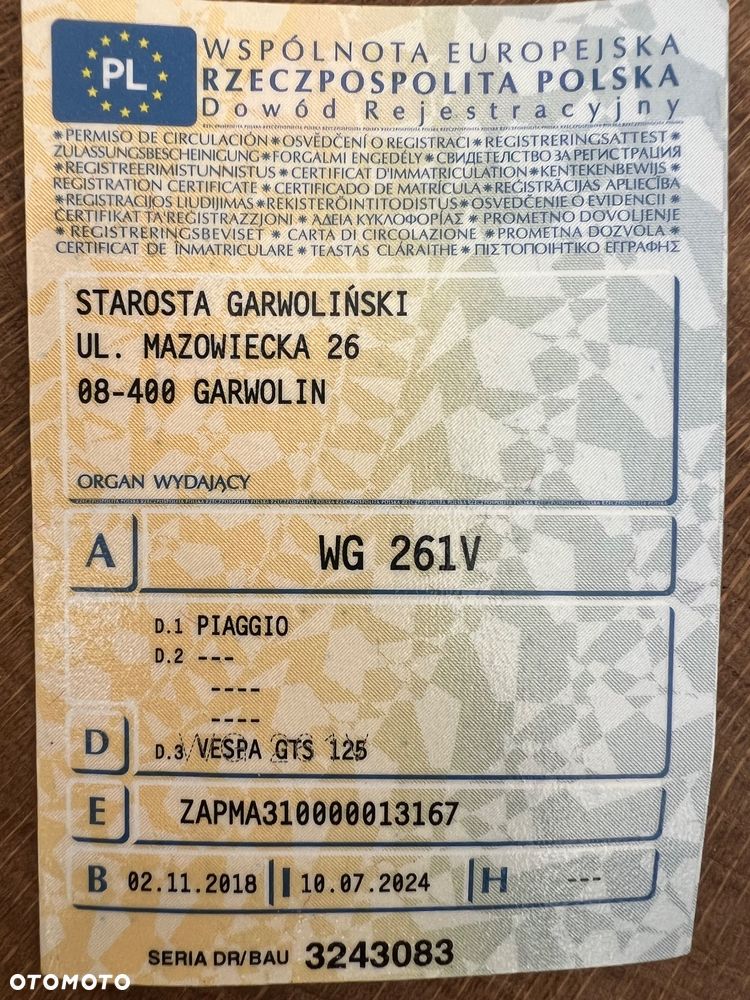 PL
WSPÓLNOTA EUROPEJSKA
RZECZPOSPOLITA POLSKA
Dowód Rejestracyjny
*PERMISO DE CIRCULACIÓN*OSVĚDČENÍ O REGISTRACI*REGISTRERINGSATTEST*
ZULASSUNGSBESCHEINIGUNG*FORGALMI ENGEDÉLY*СВИДЕТЕЛСТВО ЗА РЕГИСТРАЦИЯ
*REGISTREERIMISTUNNISTUS*CERTIFICAT D'IMMATRICULATION*KENTEKENBEWIJS*
REGISTRATION CERTIFICATE*CERTIFICADO DE MATRÍCULA*REĢISTRĀCIJAS APLIECĪBA
*REGISTRACIJOS LIUDIJIMAS*REKISTERÖINTITODISTUS*OSVEDČENIE O EVIDENCII*
ĊERTIFIKAT TA'REĠISTRAZZJONI*ΑΔΕΙΑ ΚΥΚΛΟΦΟΡΙΑΣ*PROMETNO DOVOLJENJE
*REGISTRERINGSBEVISET*CARTA DI CIRCOLAZIONE*PROMETNA DOZVOLA*
CERTIFICAT DE ÎNMATRICULARE*TEASTAS CLÁRAITHE*ΠΙΣΤΟΠΟΙΗΤΙΚΟ ΕΓΓΡΑΦΗΣ
STAROSTA GARWOLIŃSKI
UL. MAZOWIECKA 26
08-400 GARWOLIN
ORGAN WYDAJĄCY
A WG 261V
D.1 PIAGGIO
D.2 ---
----
----
D D.3 VESPA GTS 125
E ZAPMA310000013167
B 02.11.2018 I 10.07.2024 H ---
SERIA DR/BAU 3243083
OTOMOTO